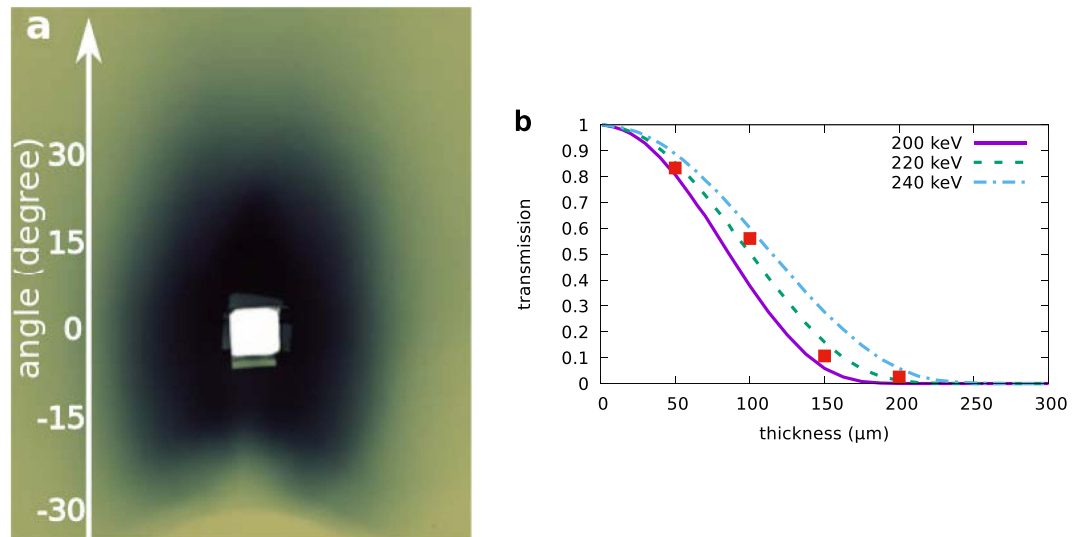 a
angle (degree)
30
15
0
-15
-30
b
transmission
1
0.9
0.8
0.7
0.6
0.5
0.4
0.3
0.2
0.1
0
200 keV
220 keV
240 keV
0 50 100 150 200 250 300
thickness (µm)